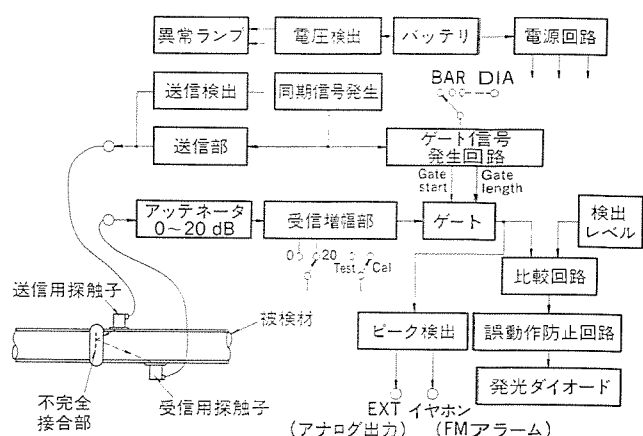 異常ランプ
電圧検出
バッテリ
電源回路
BAR DIA
送信検出
同期信号発生
送信部
ゲート信号
発生回路
Gate
start
Gate
length
アッテネータ
0～20 dB
受信増幅部
ゲート
検出
レベル
0 20
Test Cal
比較回路
送信用探触子
被検材
ピーク検出
誤動作防止回路
不完全
接合部
受信用探触子
発光ダイオード
EXT イヤホン
(アナログ出力) (FMアラーム)